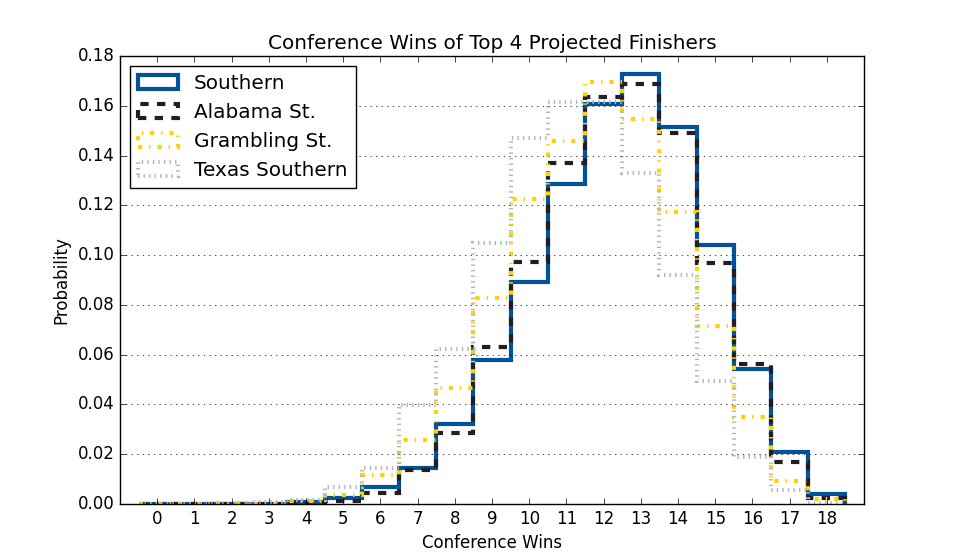 Conference Wins of Top 4 Projected Finishers
Southern
Alabama St.
Grambling St.
Texas Southern
Probability
0.18
0.16
0.14
0.12
0.10
0.08
0.06
0.04
0.02
0.00
0 1 2 3 4 5 6 7 8 9 10 11 12 13 14 15 16 17 18
Conference Wins